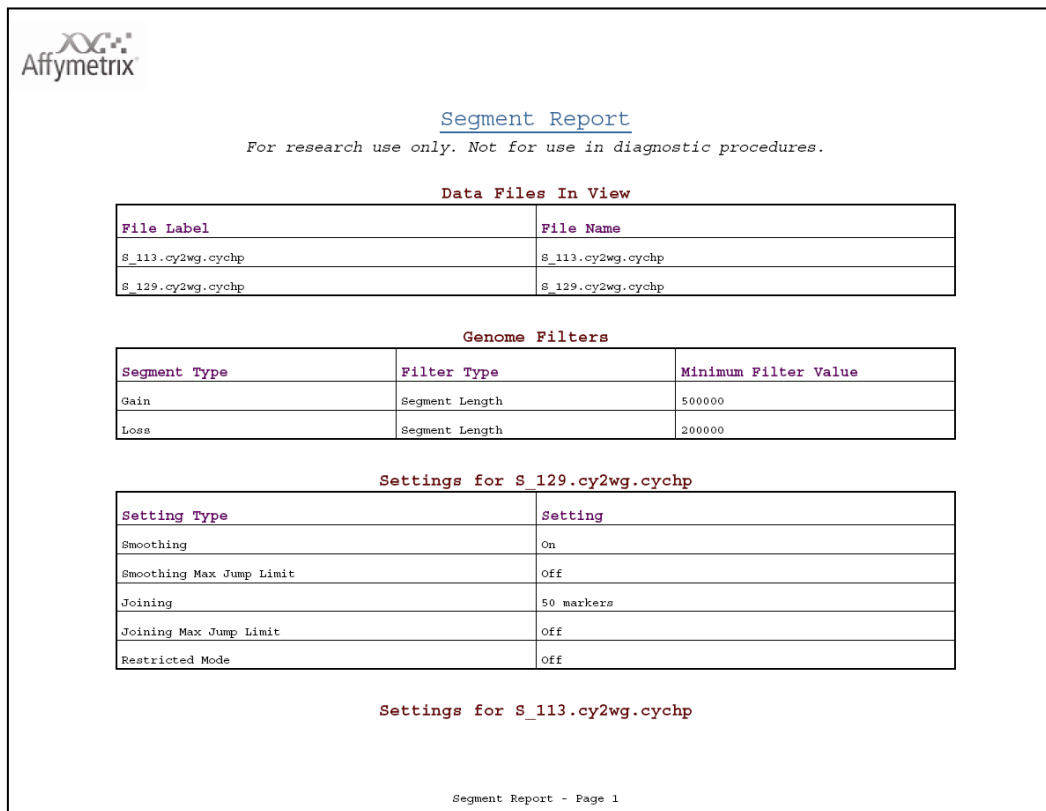 Affymetrix
Segment Report
For research use only. Not for use in diagnostic procedures.
Data Files In View
File Label File Name
S_113.cy2wg.cychp S_113.cy2wg.cychp
S_129.cy2wg.cychp S_129.cy2wg.cychp
Genome Filters
Segment Type Filter Type Minimum Filter Value
Gain Segment Length 500000
Loss Segment Length 200000
Settings for S_129.cy2wg.cychp
Setting Type Setting
Smoothing On
Smoothing Max Jump Limit Off
Joining 50 markers
Joining Max Jump Limit Off
Restricted Mode Off
Settings for S_113.cy2wg.cychp
Segment Report - Page 1